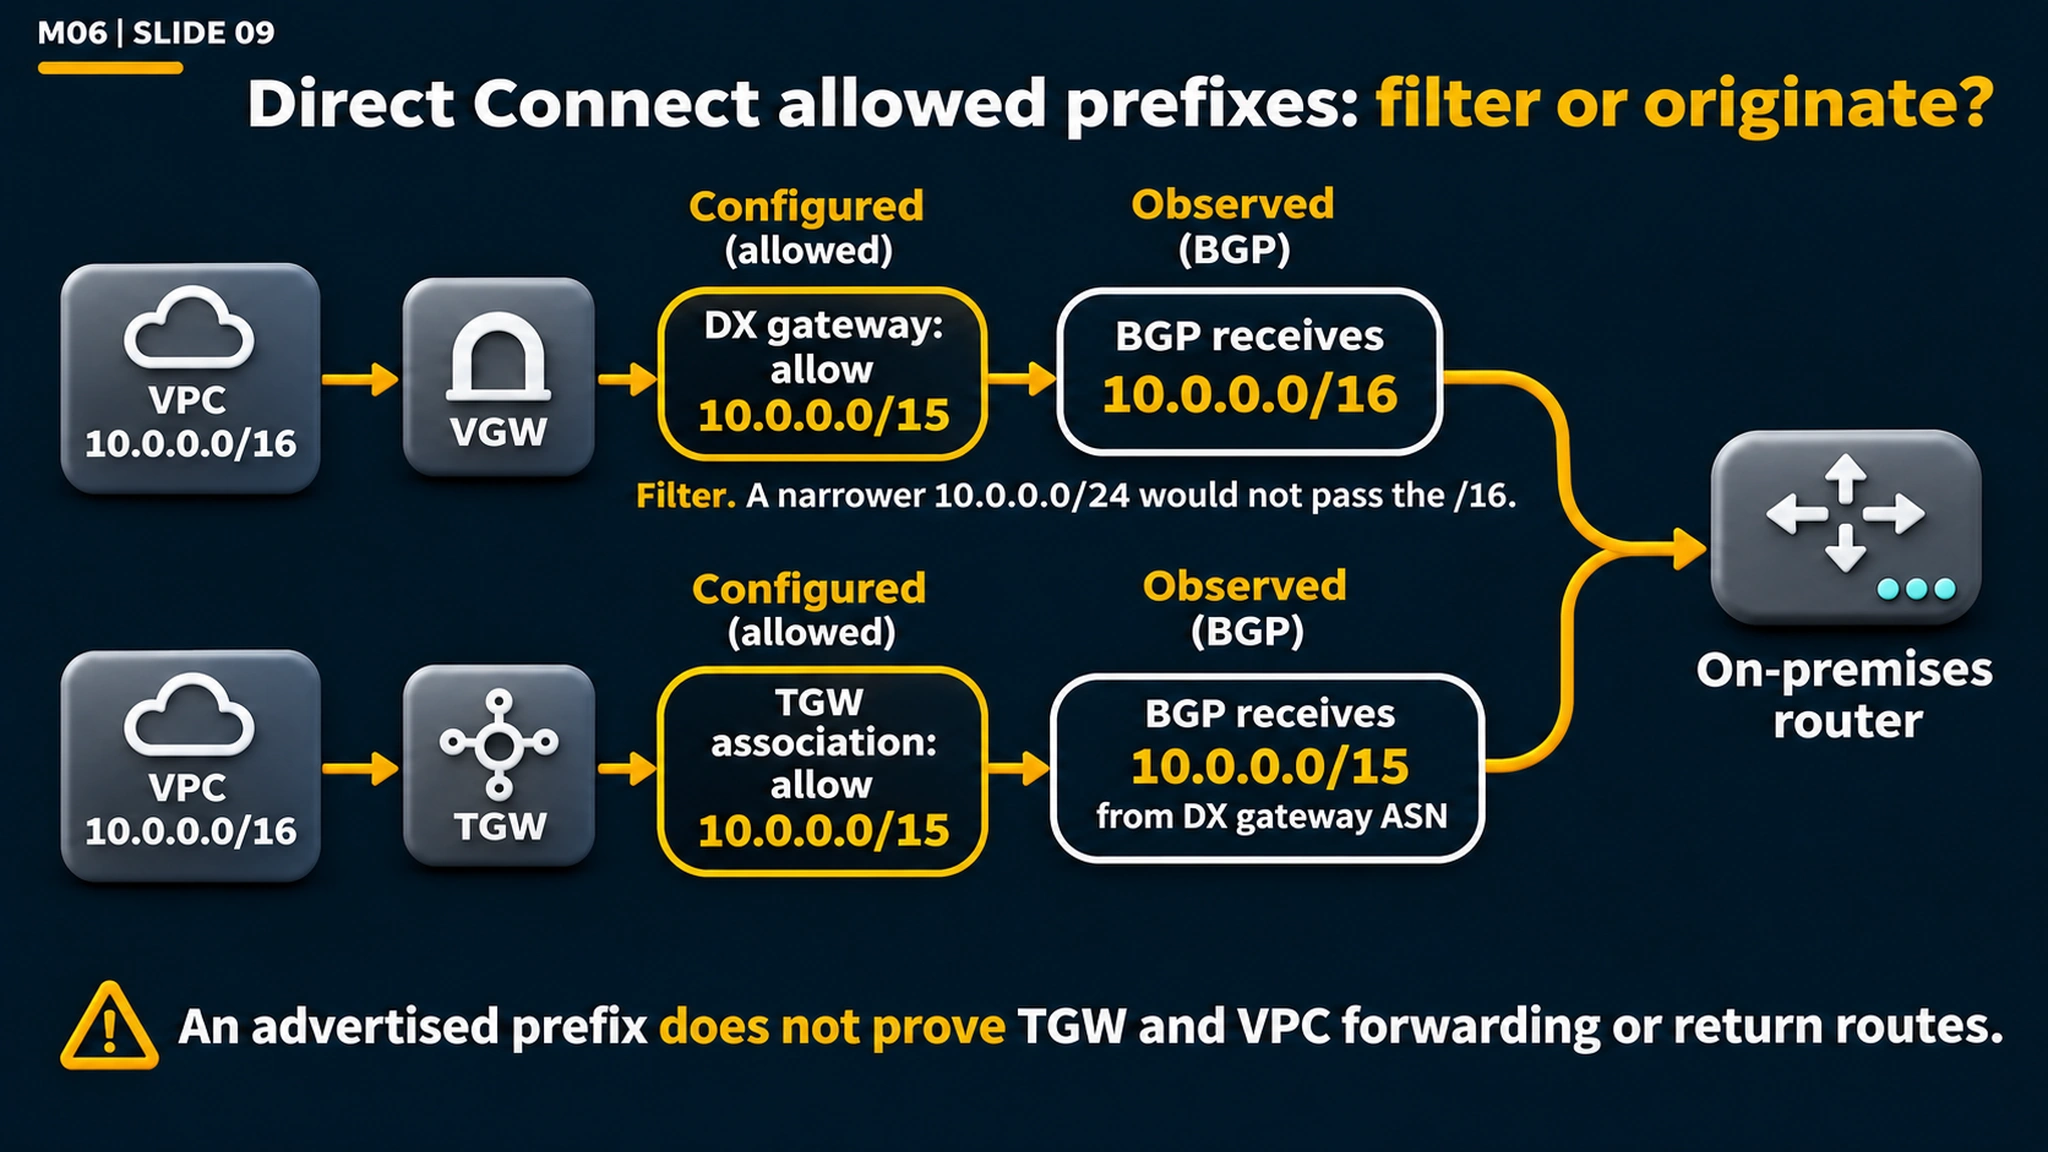 M06 | SLIDE 09
Direct Connect allowed prefixes: filter or originate?
Configured
(allowed)
Observed
(BGP)
VPC
10.0.0.0/16
VGW
DX gateway:
allow
10.0.0.0/15
BGP receives
10.0.0.0/16
Filter. A narrower 10.0.0.0/24 would not pass the /16.
Configured
(allowed)
Observed
(BGP)
VPC
10.0.0.0/16
TGW
TGW
association:
allow
10.0.0.0/15
BGP receives
10.0.0.0/15
from DX gateway ASN
On-premises
router
An advertised prefix does not prove TGW and VPC forwarding or return routes.